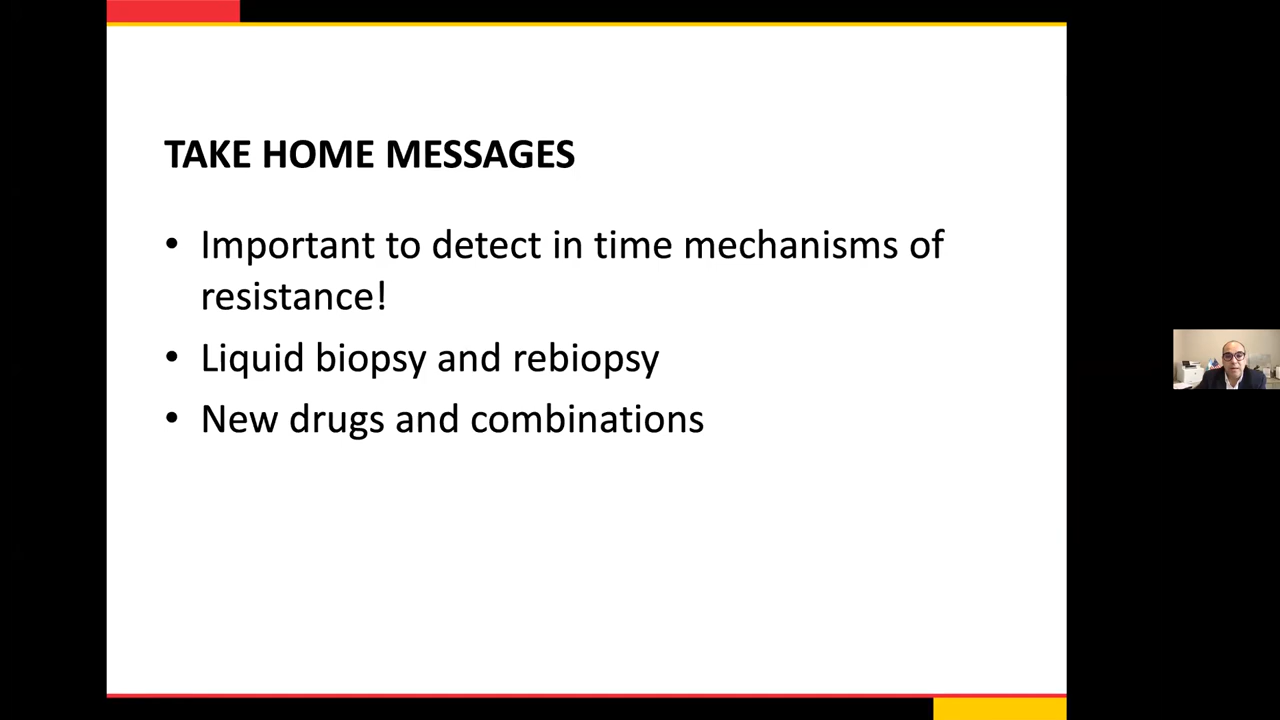 TAKE HOME MESSAGES
• Important to detect in time mechanisms of
resistance!
• Liquid biopsy and rebiopsy
• New drugs and combinations